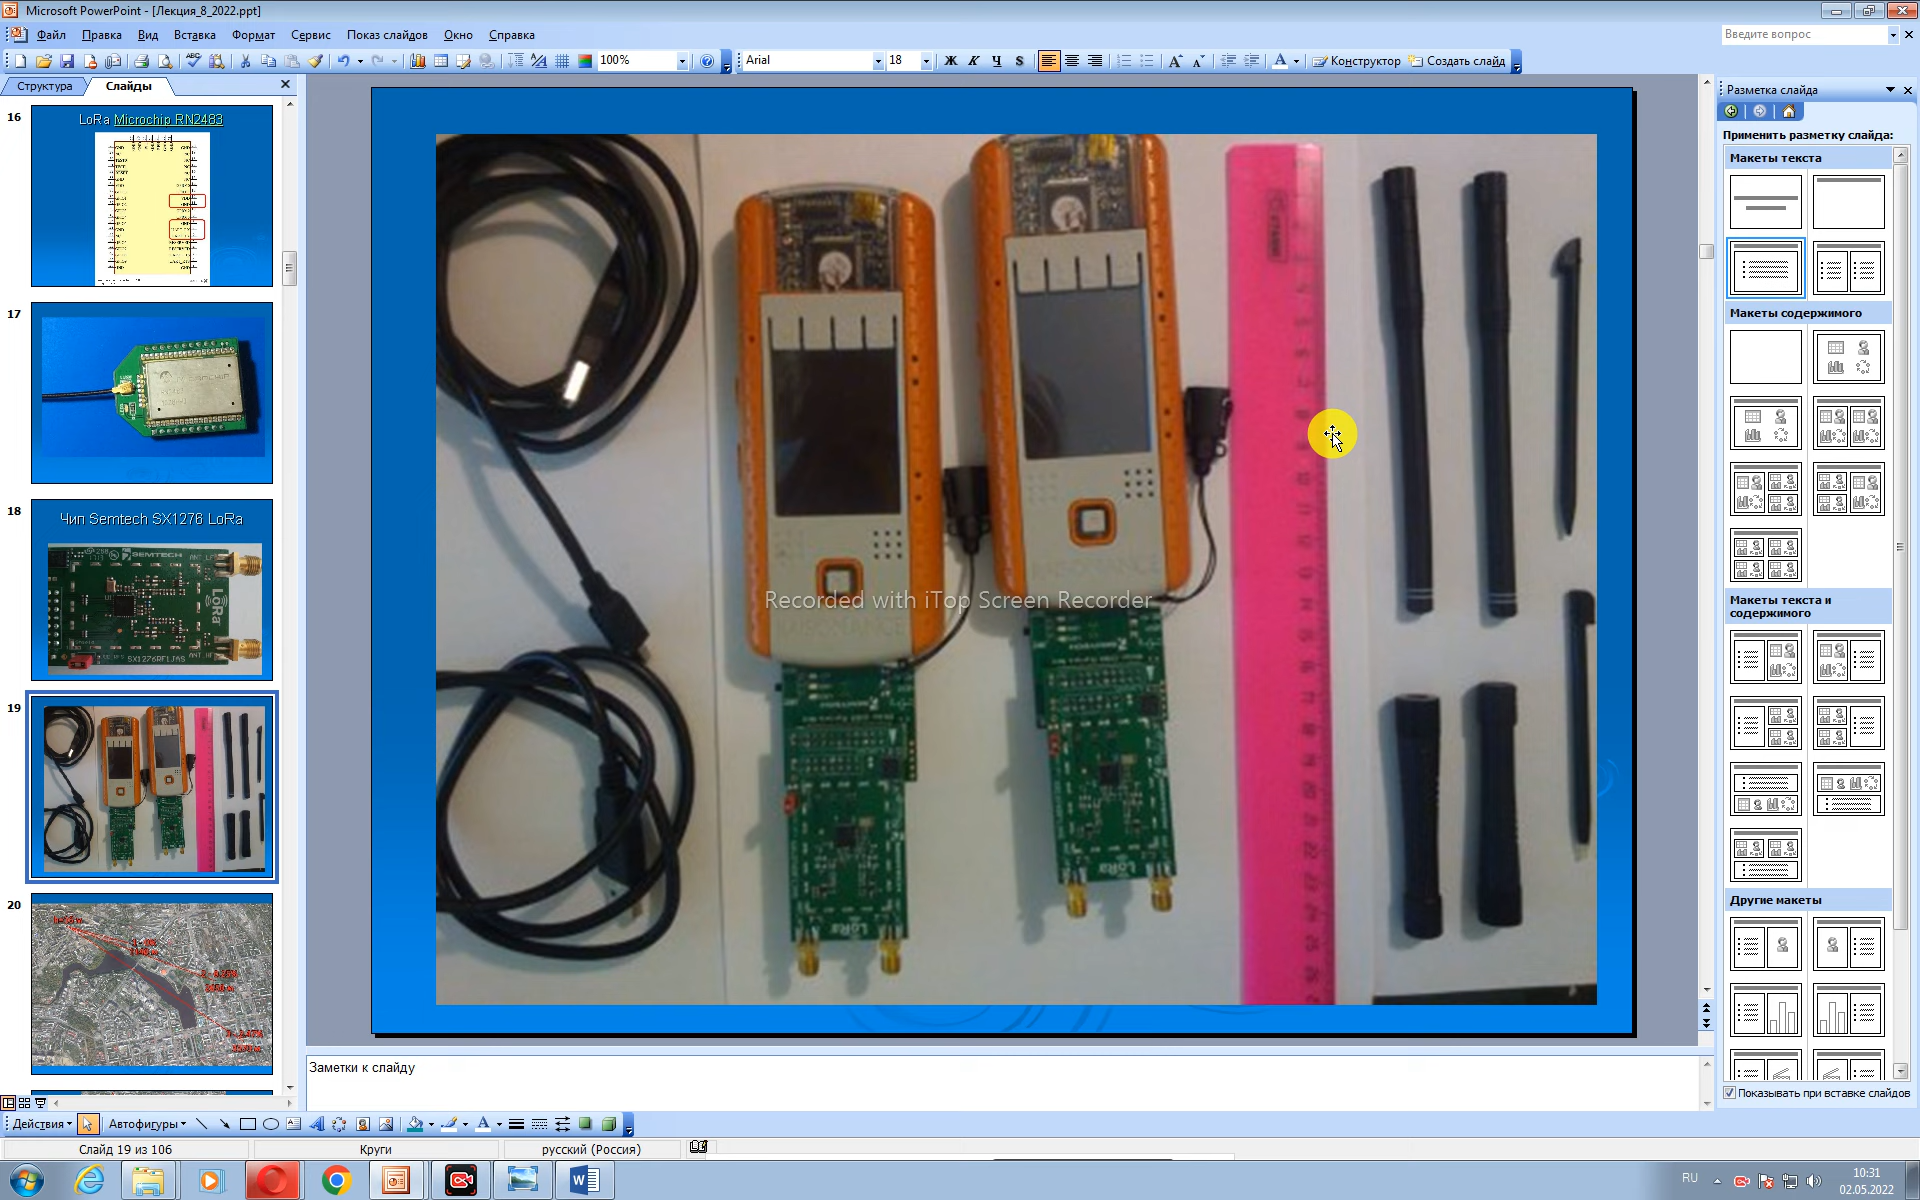 Microsoft PowerPoint - [Лекция_8_2022.ppt]
Файл Правка Вид Вставка Формат Сервис Показ слайдов Окно Справка
Введите вопрос
100% Arial 18 Ж К Ч S Конструктор Создать слайд
Структура Слайды
Разметка слайда
Применить разметку слайда:
Макеты текста
Макеты содержимого
Макеты текста и
содержимого
Другие макеты
Показывать при вставке слайдов
16
LoRa Microchip RN2483
17
18
Чип Semtech SX1276 LoRa
SEMTECH
LoRa
19
20
Recorded with iTop Screen Recorder
LoRa
LoRa
Заметки к слайду
Действия Автофигуры
Слайд 19 из 106 Круги русский (Россия)
RU
10:31
02.05.2022